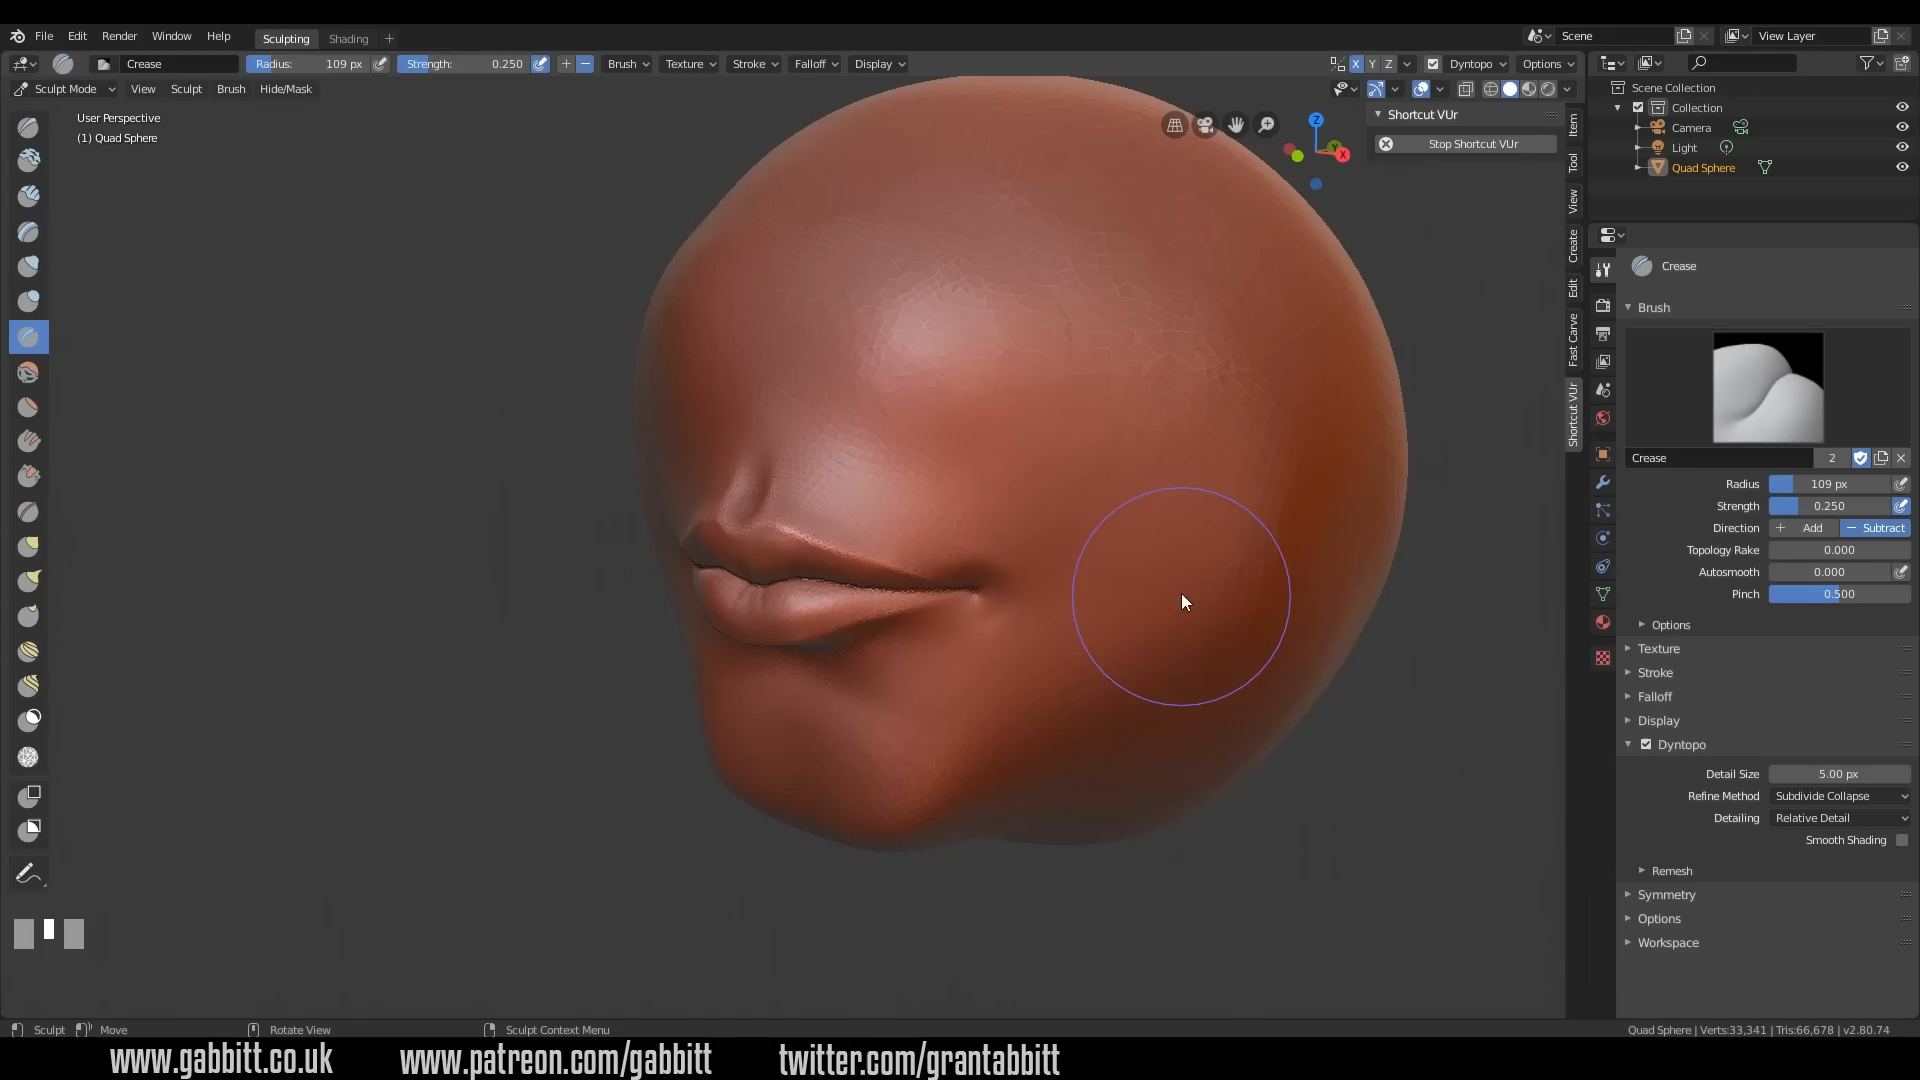 File Edit Render Window Help Sculpting Shading + Scene View Layer
Crease Radius: 109 px Strength: 0.250 Brush Texture Stroke Falloff Display X Y Z Dyntopo Options
Sculpt Mode View Sculpt Brush Hide/Mask
User Perspective
(1) Quad Sphere
Shortcut VUr
Stop Shortcut VUr
Z
Y
X
Item
Tool
View
Create
Edit
Fast Carve
Shortcut VUr
Scene Collection
Collection
Camera
Light
Quad Sphere
Crease
Brush
Crease 2
Radius 109 px
Strength 0.250
Direction + Add − Subtract
Topology Rake 0.000
Autosmooth 0.000
Pinch 0.500
Options
Texture
Stroke
Falloff
Display
Dyntopo
Detail Size 5.00 px
Refine Method Subdivide Collapse
Detailing Relative Detail
Smooth Shading
Remesh
Symmetry
Options
Workspace
Sculpt Move Rotate View Sculpt Context Menu Quad Sphere | Verts:33,341 | Tris:66,678 | v2.80.74
www.gabbitt.co.uk www.patreon.com/gabbitt twitter.com/grantabbitt